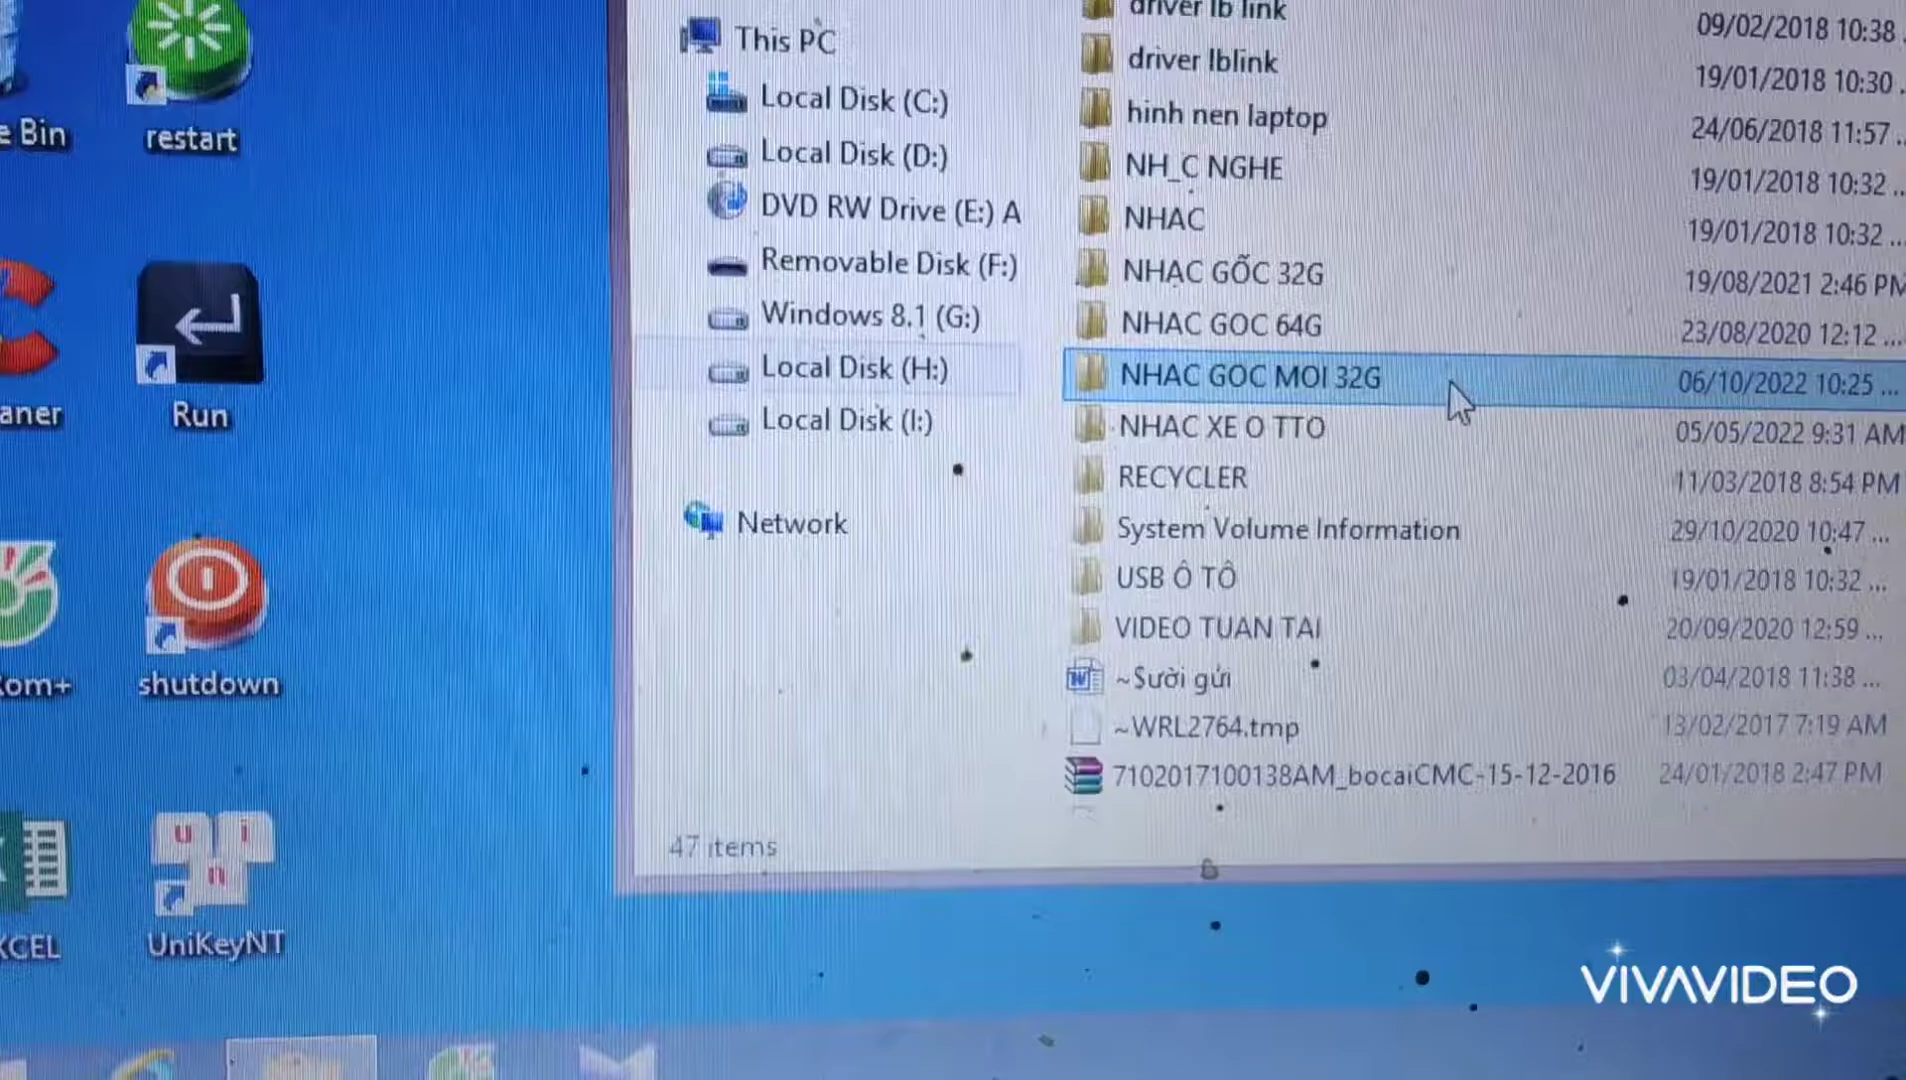 e Bin
restart
aner
Run
om+
shutdown
XCEL
UniKeyNT
This PC
Local Disk (C:)
Local Disk (D:)
DVD RW Drive (E:) A
Removable Disk (F:)
Windows 8.1 (G:)
Local Disk (H:)
Local Disk (I:)
Network
driver lb link 09/02/2018 10:38 ...
driver lblink 19/01/2018 10:30 ...
hinh nen laptop 24/06/2018 11:57 ...
NH_C NGHE 19/01/2018 10:32 ...
NHẠC 19/01/2018 10:32 ...
NHẠC GỐC 32G 19/08/2021 2:46 PM
NHAC GOC 64G 23/08/2020 12:12 ...
NHAC GOC MOI 32G 06/10/2022 10:25 ...
NHAC XE O TTO 05/05/2022 9:31 AM
RECYCLER 11/03/2018 8:54 PM
System Volume Information 29/10/2020 10:47 ...
USB Ô TÔ 19/01/2018 10:32 ...
VIDEO TUAN TAI 20/09/2020 12:59 ...
~Sười gửi 03/04/2018 11:38 ...
~WRL2764.tmp 13/02/2017 7:19 AM
7102017100138AM_bocaiCMC-15-12-2016 24/01/2018 2:47 PM
47 items
u i
n
VIVAVIDEO